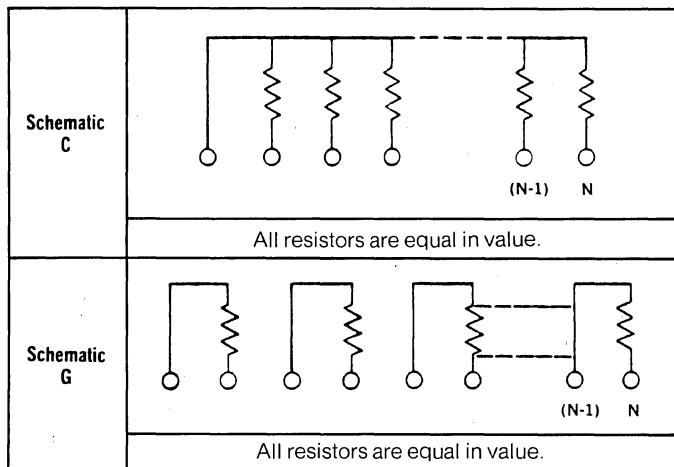 Schematic
C
(N-1) N
All resistors are equal in value.
Schematic
G
(N-1) N
All resistors are equal in value.